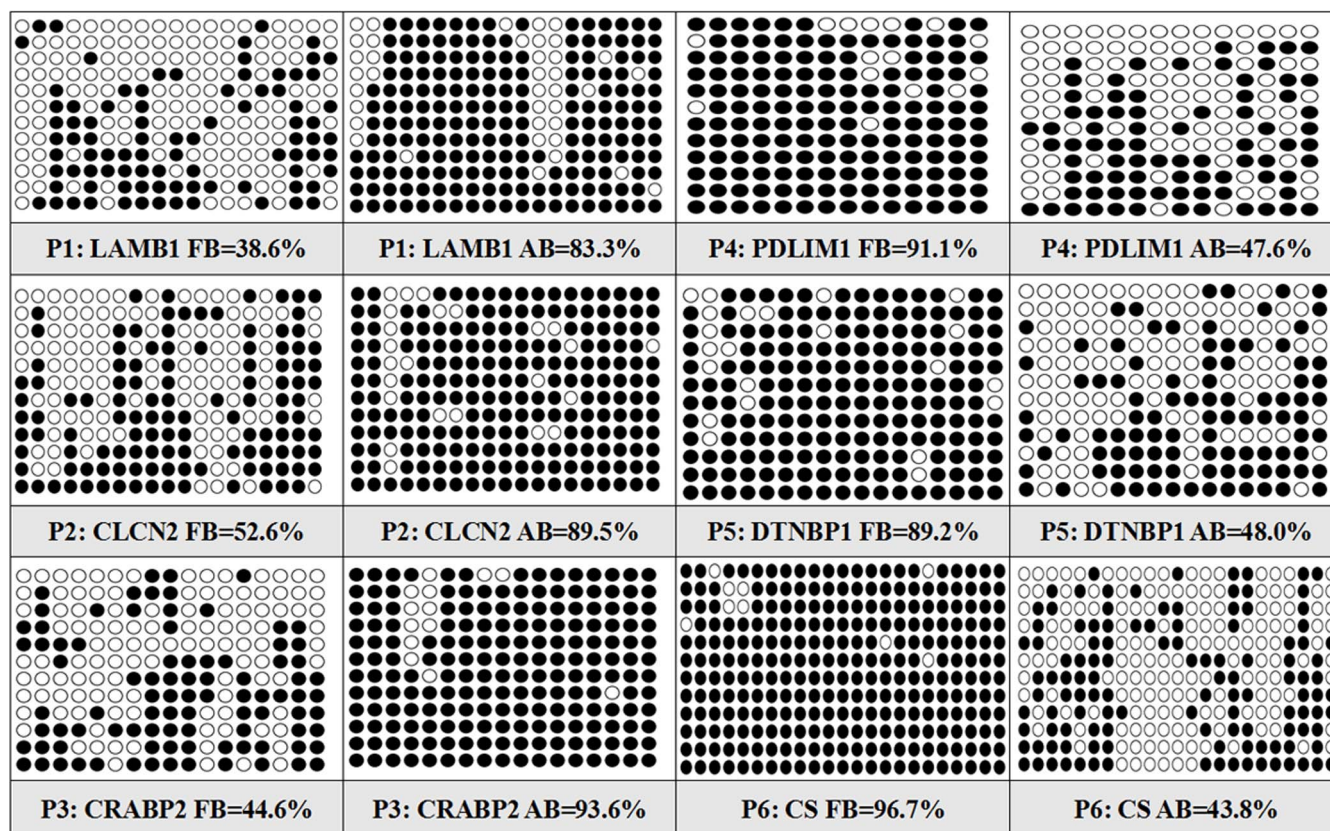 P1: LAMB1 FB=38.6%
P1: LAMB1 AB=83.3%
P4: PDLIM1 FB=91.1%
P4: PDLIM1 AB=47.6%
P2: CLCN2 FB=52.6%
P2: CLCN2 AB=89.5%
P5: DTNBP1 FB=89.2%
P5: DTNBP1 AB=48.0%
P3: CRABP2 FB=44.6%
P3: CRABP2 AB=93.6%
P6: CS FB=96.7%
P6: CS AB=43.8%